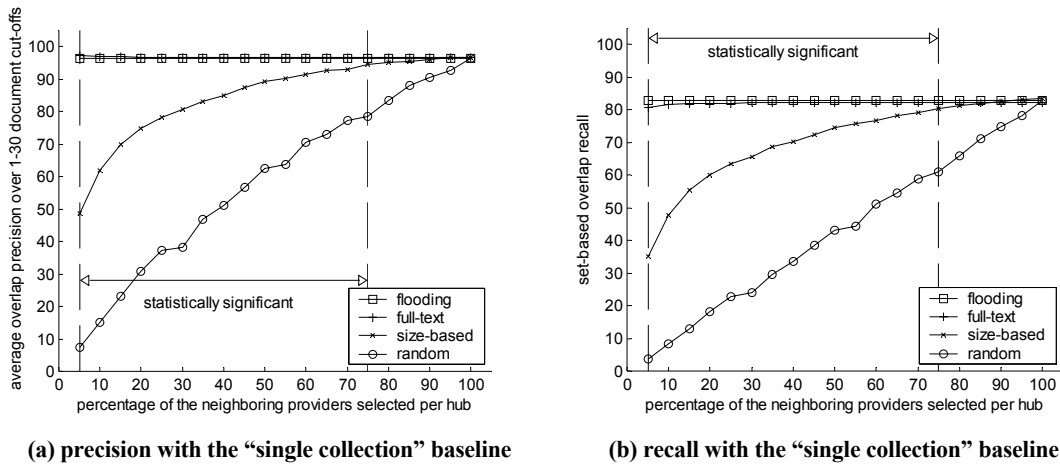 average overlap precision over 1-30 document cut-offs
100
90
80
70
60
50
40
30
20
10
0
statistically significant
flooding
full-text
size-based
random
0 10 20 30 40 50 60 70 80 90 100
percentage of the neighboring providers selected per hub
(a) precision with the “single collection” baseline
set-based overlap recall
100
90
80
70
60
50
40
30
20
10
0
statistically significant
flooding
full-text
size-based
random
0 10 20 30 40 50 60 70 80 90 100
percentage of the neighboring providers selected per hub
(b) recall with the “single collection” baseline